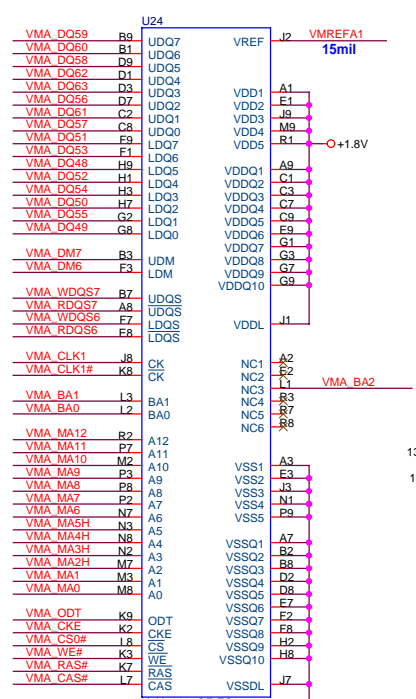 U24
VMA_DQ59 B9 UDQ7 VREF J2 VMREFA1
VMA_DQ60 B1 UDQ6 15mil
VMA_DQ58 D9 UDQ5
VMA_DQ62 D1 UDQ4
VMA_DQ63 D3 UDQ3 VDD1 A1
VMA_DQ56 D7 UDQ2 VDD2 E1
VMA_DQ61 C2 UDQ1 VDD3 J9
VMA_DQ57 C8 UDQ0 VDD4 M9
VMA_DQ51 F9 LDQ7 VDD5 R1 +1.8V
VMA_DQ53 F1 LDQ6
VMA_DQ48 H9 LDQ5 VDDQ1 A9
VMA_DQ52 H1 LDQ4 VDDQ2 C1
VMA_DQ54 H3 LDQ3 VDDQ3 C3
VMA_DQ50 H7 LDQ2 VDDQ4 C7
VMA_DQ55 G2 LDQ1 VDDQ5 C9
VMA_DQ49 G8 LDQ0 VDDQ6 E9
VDDQ7 G1
VMA_DM7 B3 UDM VDDQ8 G3
VMA_DM6 F3 LDM VDDQ9 G7
VDDQ10 G9
VMA_WDQS7 B7 UDQS
VMA_RDQS7 A8 UDQS
VMA_WDQS6 F7 LDQS VDDL J1
VMA_RDQS6 E8 LDQS
VMA_CLK1 J8 CK NC1 A2
VMA_CLK1# K8 CK NC2 E2
NC3 L1 VMA_BA2
VMA_BA1 L3 BA1 NC4 R3
VMA_BA0 L2 BA0 NC5 R7
NC6 R8
VMA_MA12 R2 A12
VMA_MA11 P7 A11
VMA_MA10 M2 A10 VSS1 A3
VMA_MA9 P3 A9 VSS2 E3
VMA_MA8 P8 A8 VSS3 J3
VMA_MA7 P2 A7 VSS4 N1
VMA_MA6 N7 A6 VSS5 P9
VMA_MA5H N3 A5
VMA_MA4H N8 A4 VSSQ1 A7
VMA_MA3H N2 A3 VSSQ2 B2
VMA_MA2H M7 A2 VSSQ3 B8
VMA_MA1 M3 A1 VSSQ4 D2
VMA_MA0 M8 A0 VSSQ5 D8
VSSQ6 E7
VMA_ODT K9 ODT VSSQ7 F2
VMA_CKE K2 CKE VSSQ8 F8
VMA_CS0# L8 CS VSSQ9 H2
VMA_WE# K3 WE VSSQ10 H8
VMA_RAS# K7 RAS
VMA_CAS# L7 CAS VSSDL J7